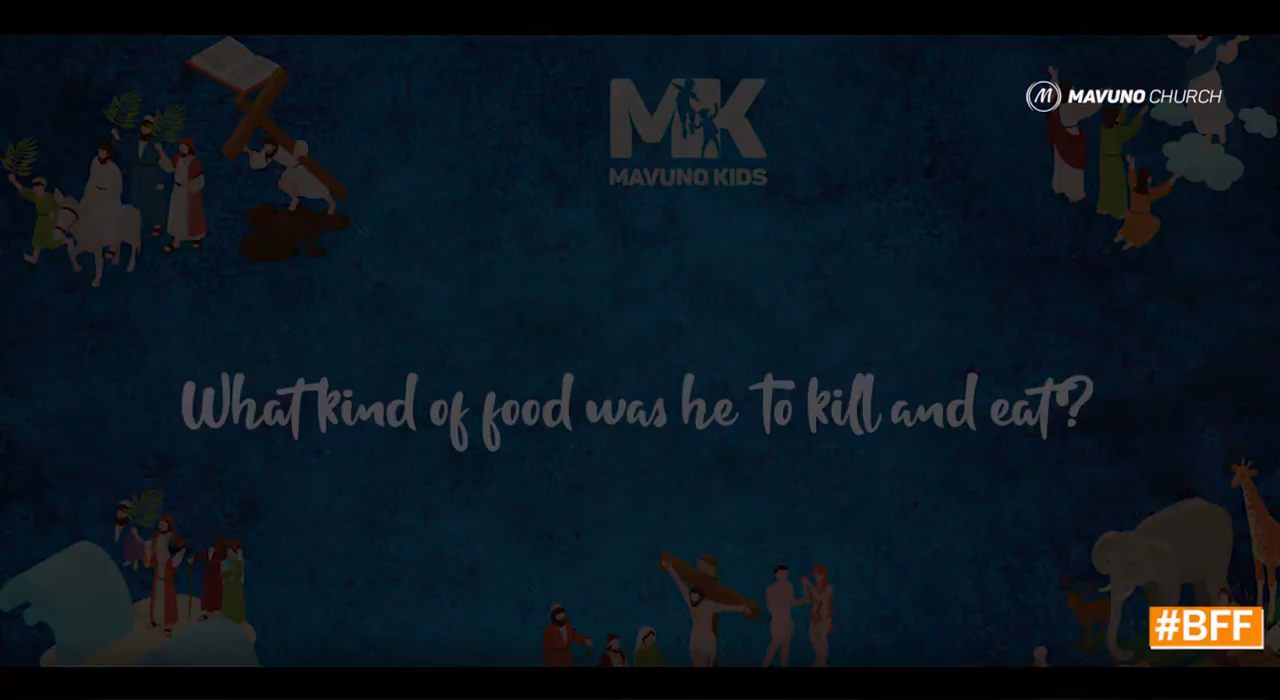 MK
MAVUNO KIDS
MAVUNO CHURCH
What kind of food was he to kill and eat?
#BFF